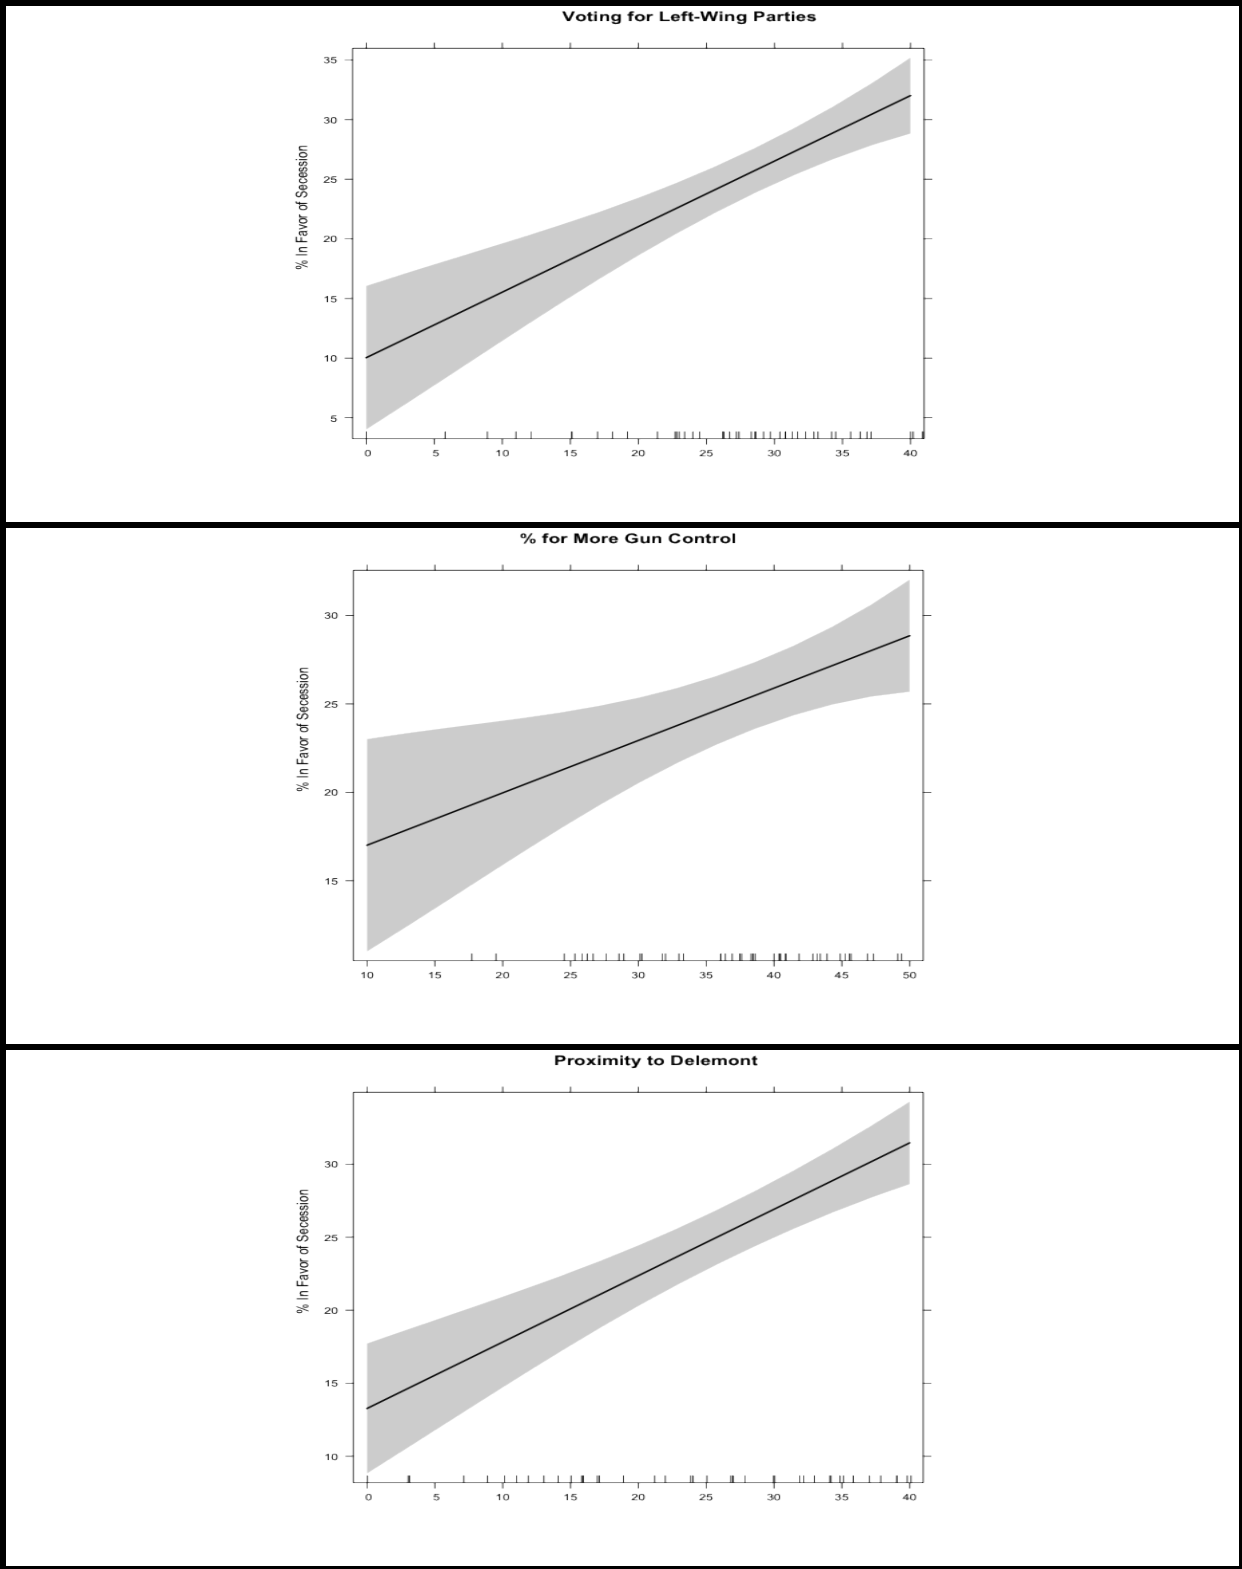 Voting for Left-Wing Parties
% In Favor of Secession
35
30
25
20
15
10
5
0 5 10 15 20 25 30 35 40
% for More Gun Control
% In Favor of Secession
30
25
20
15
10 15 20 25 30 35 40 45 50
Proximity to Delemont
% In Favor of Secession
30
25
20
15
10
0 5 10 15 20 25 30 35 40